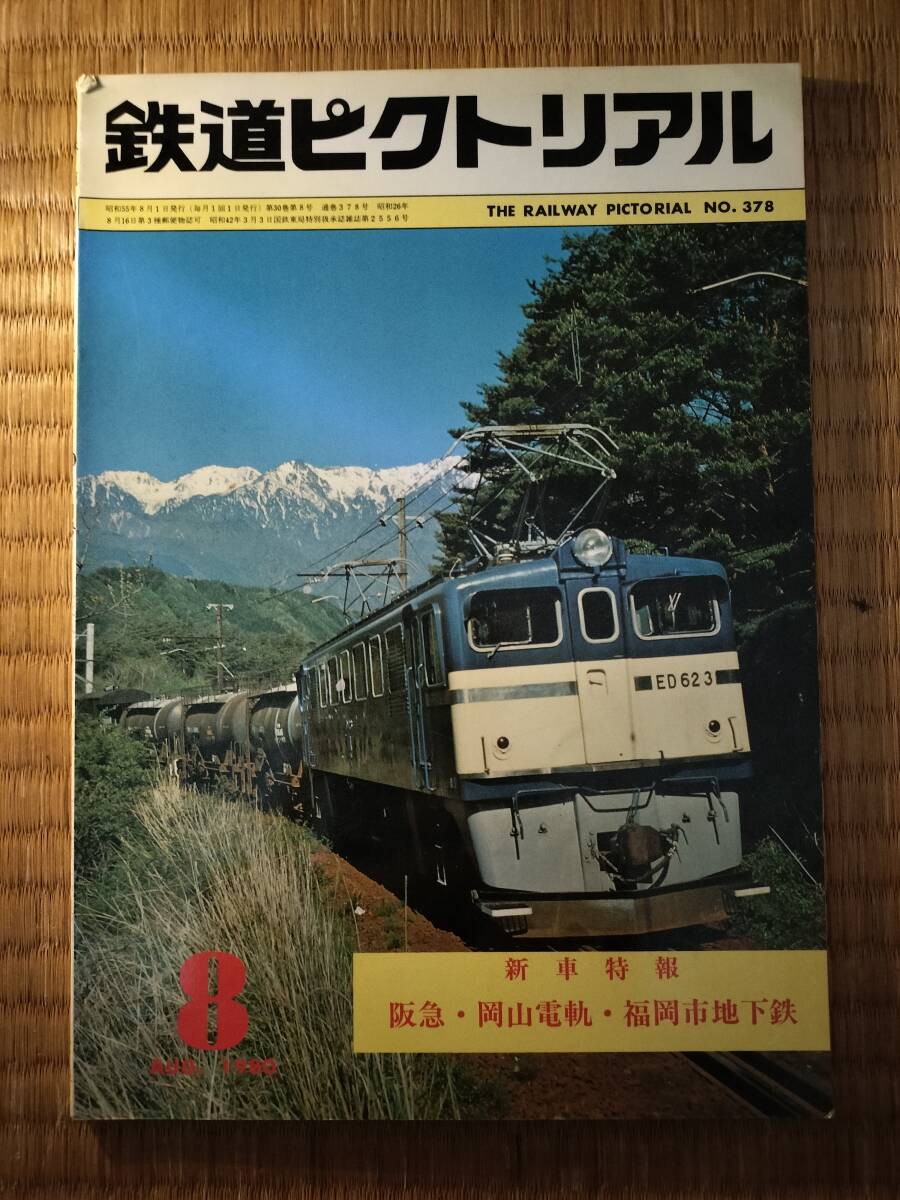 鉄道ピクトリアル
昭和55年8月1日発行（毎月1回1日発行）第30巻第8号 通巻378号 昭和26年
8月16日第3種郵便物認可 昭和42年3月3日国鉄東局特別扱承認雑誌第2556号
THE RAILWAY PICTORIAL NO. 378
ED62 3
新車特報
阪急・岡山電軌・福岡市地下鉄
8
AUG. 1980